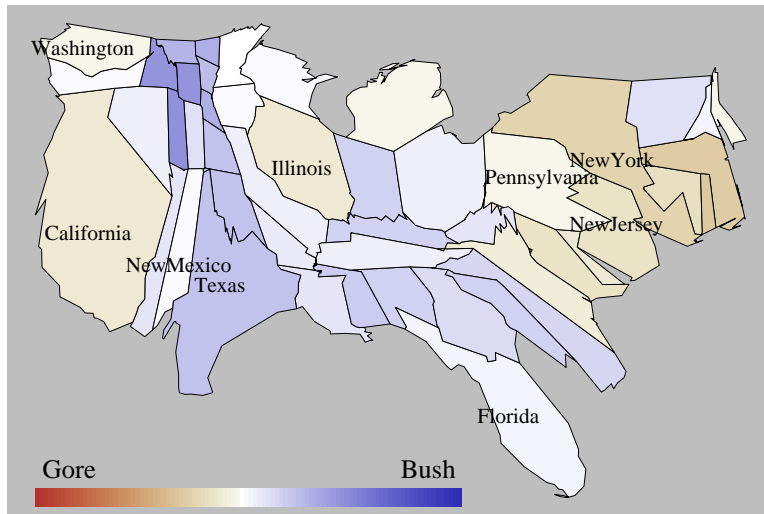 Washington
Illinois
NewYork
Pennsylvania
NewJersey
California
NewMexico
Texas
Florida
Gore
Bush